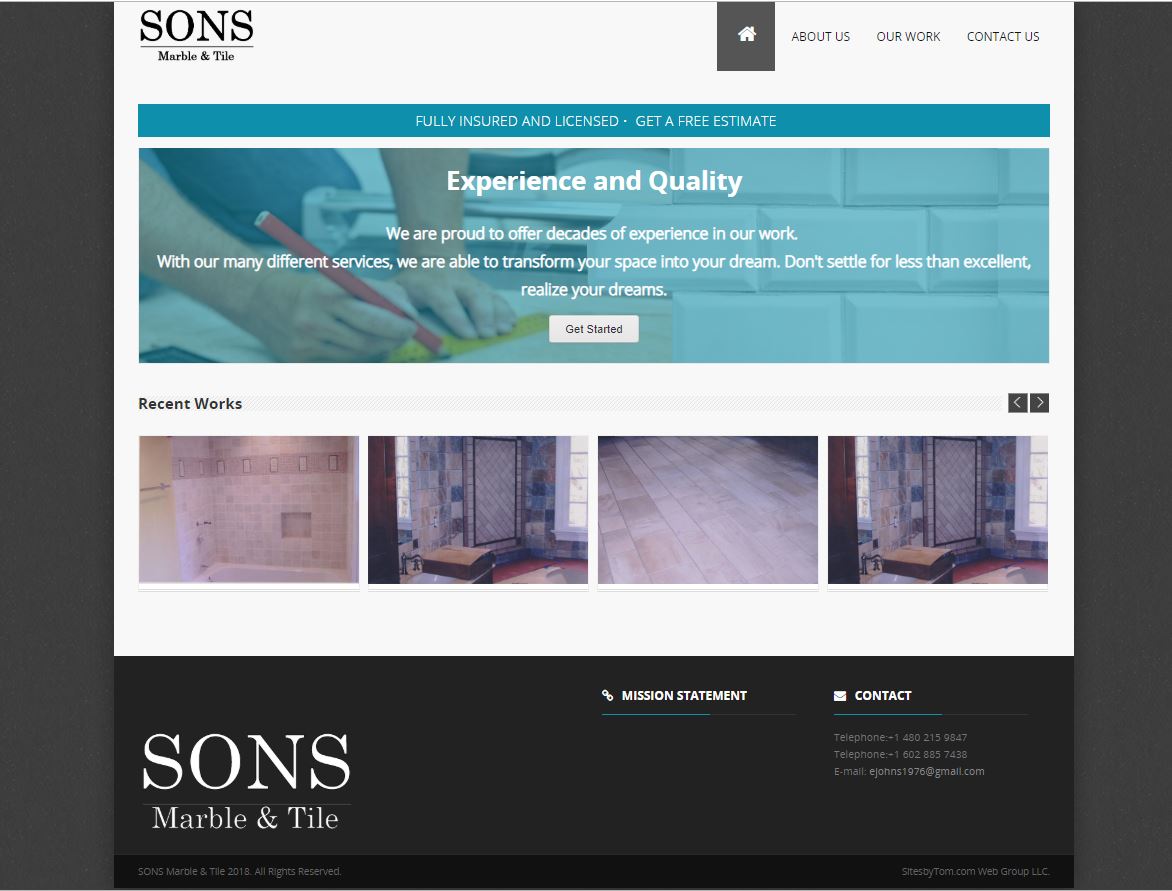 SONS
Marble & Tile
ABOUT US
OUR WORK
CONTACT US
FULLY INSURED AND LICENSED · GET A FREE ESTIMATE
Experience and Quality
We are proud to offer decades of experience in our work.
With our many different services, we are able to transform your space into your dream. Don't settle for less than excellent,
realize your dreams.
Get Started
Recent Works
SONS
Marble & Tile
MISSION STATEMENT
CONTACT
Telephone:+1 480 215 9847
Telephone:+1 602 885 7438
E-mail: ejohns1976@gmail.com
SONS Marble & Tile 2018. All Rights Reserved.
SitesbyTom.com Web Group LLC.